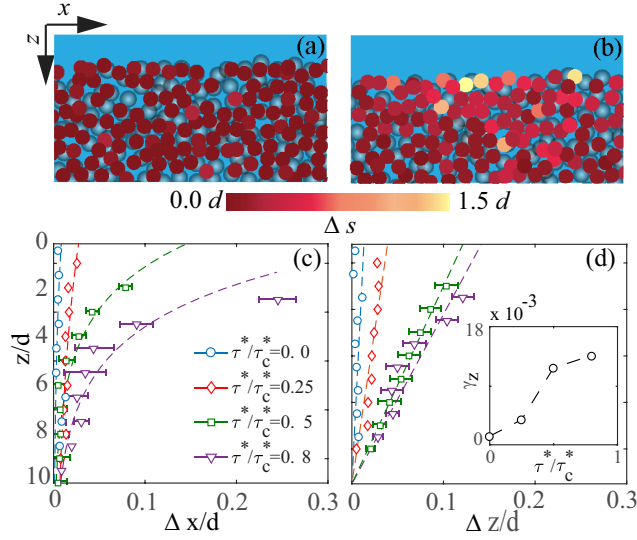 x
z
(a)
(b)
0.0 d
1.5 d
Δ s
0
2
4
6
8
10
z/d
(c)
τ*/τc*=0. 0
τ*/τc*=0.25
τ*/τc*=0. 5
τ*/τc*=0. 8
0
0.1
0.2
0.3
Δ x/d
(d)
x 10⁻³
18
γz
0
0
1
τ*/τc*
0
0.1
0.2
0.3
Δ z/d